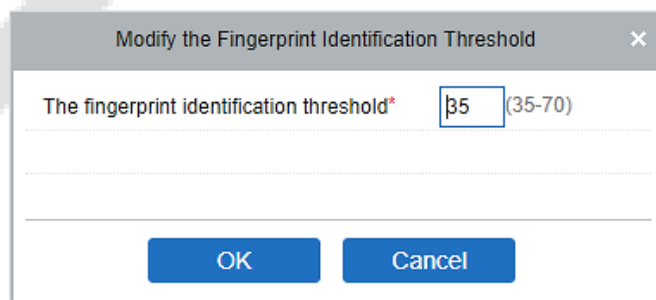 Modify the Fingerprint Identification Threshold ×
The fingerprint identification threshold* 35 (35-70)
OK Cancel